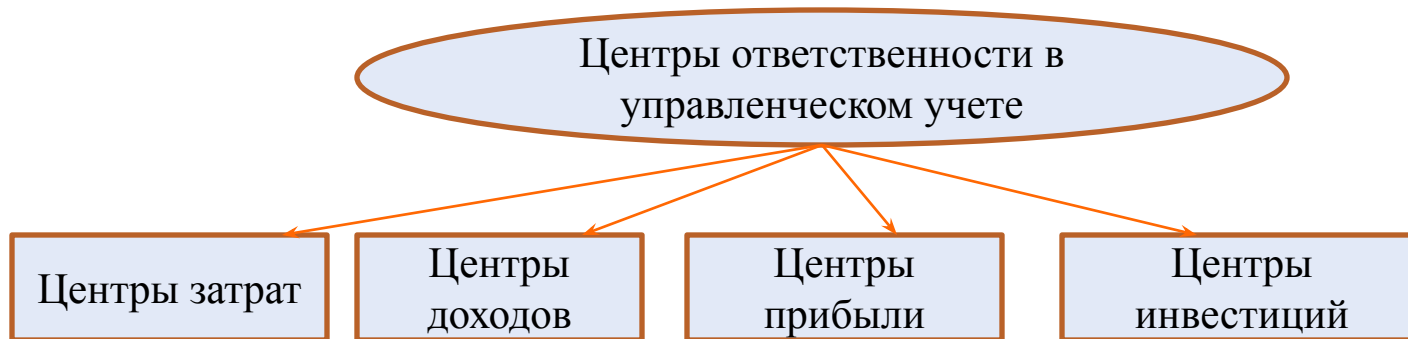 Центры ответственности в
управленческом учете
Центры затрат
Центры
доходов
Центры
прибыли
Центры
инвестиций